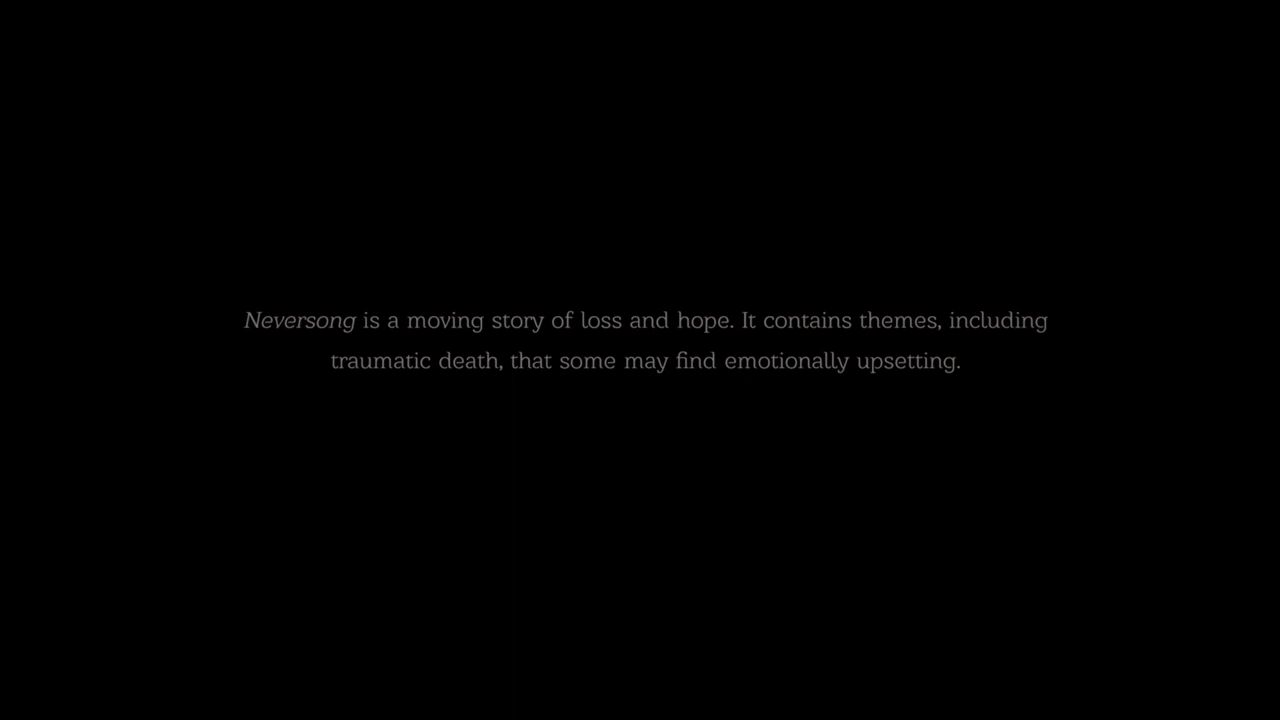 Neversong is a moving story of loss and hope. It contains themes, including
traumatic death, that some may find emotionally upsetting.